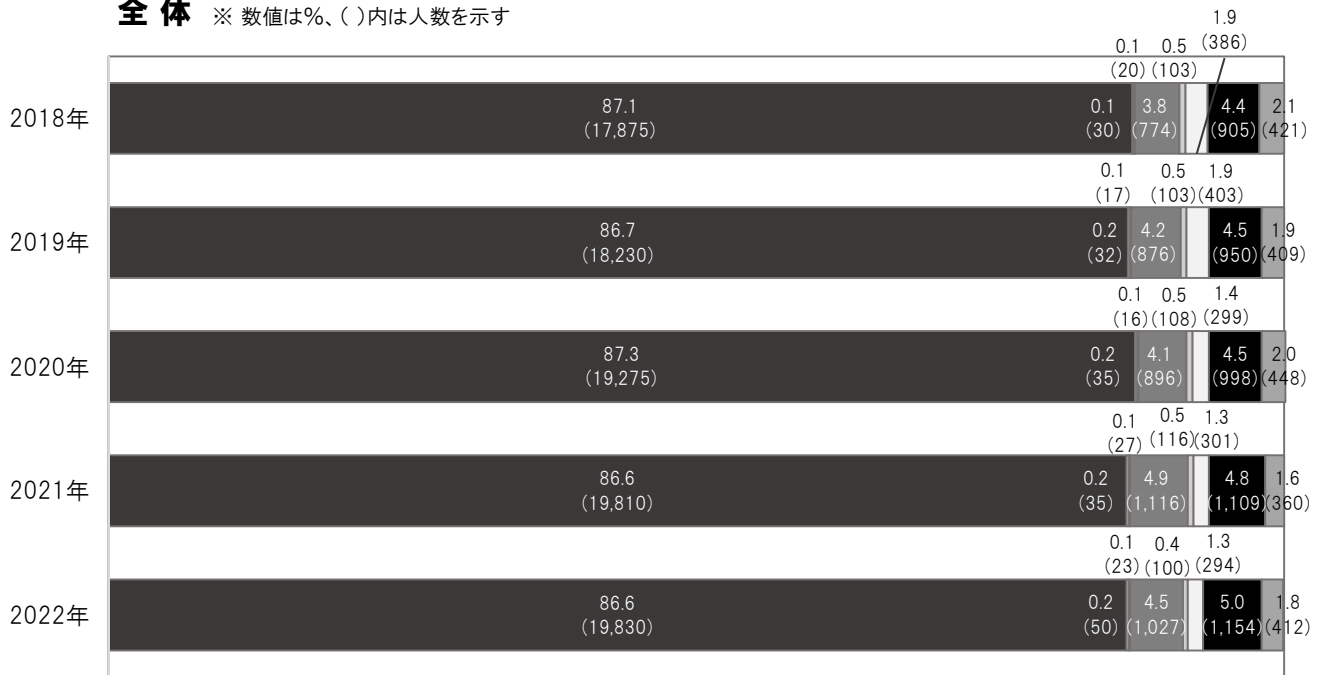 全 体 ※ 数値は%、( )内は人数を示す
1.9
(386)
0.1 0.5
(20) (103)
2018年
87.1 0.1 3.8 4.4 2.1
(17,875) (30) (774) (905) (421)
0.1 0.5 1.9
(17) (103) (403)
2019年
86.7 0.2 4.2 4.5 1.9
(18,230) (32) (876) (950) (409)
0.1 0.5 1.4
(16) (108) (299)
2020年
87.3 0.2 4.1 4.5 2.0
(19,275) (35) (896) (998) (448)
0.1 0.5 1.3
(27) (116) (301)
2021年
86.6 0.2 4.9 4.8 1.6
(19,810) (35) (1,116) (1,109) (360)
0.1 0.4 1.3
(23) (100) (294)
2022年
86.6 0.2 4.5 5.0 1.8
(19,830) (50) (1,027) (1,154) (412)